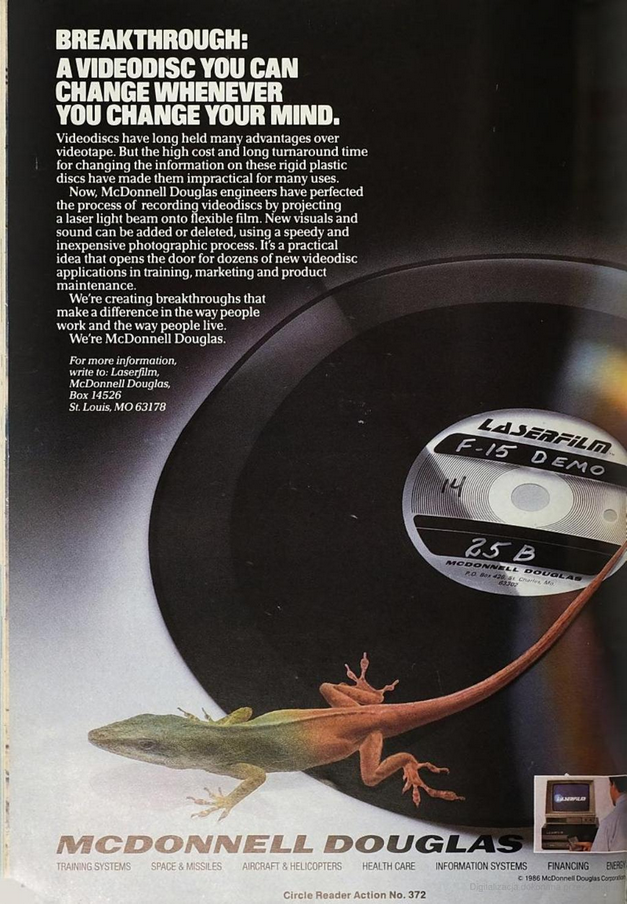 BREAKTHROUGH:
A VIDEODISC YOU CAN
CHANGE WHENEVER
YOU CHANGE YOUR MIND.
Videodiscs have long held many advantages over
videotape. But the high cost and long turnaround time
for changing the information on these rigid plastic
discs have made them impractical for many uses.
Now, McDonnell Douglas engineers have perfected
the process of recording videodiscs by projecting
a laser light beam onto flexible film. New visuals and
sound can be added or deleted, using a speedy and
inexpensive photographic process. It's a practical
idea that opens the door for dozens of new videodisc
applications in training, marketing and product
maintenance.
We're creating breakthroughs that
make a difference in the way people
work and the way people live.
We're McDonnell Douglas.
For more information,
write to: Laserfilm,
McDonnell Douglas,
Box 14526
St. Louis, MO 63178
LASERFILM
F-15 DEMO
14
25 B
MCDONNELL DOUGLAS
P.O. Box 426, St. Charles, Mo.
63302
LASERFILM
MCDONNELL DOUGLAS
TRAINING SYSTEMS SPACE & MISSILES AIRCRAFT & HELICOPTERS HEALTH CARE INFORMATION SYSTEMS FINANCING ENERGY
© 1986 McDonnell Douglas Corporation
Circle Reader Action No. 372